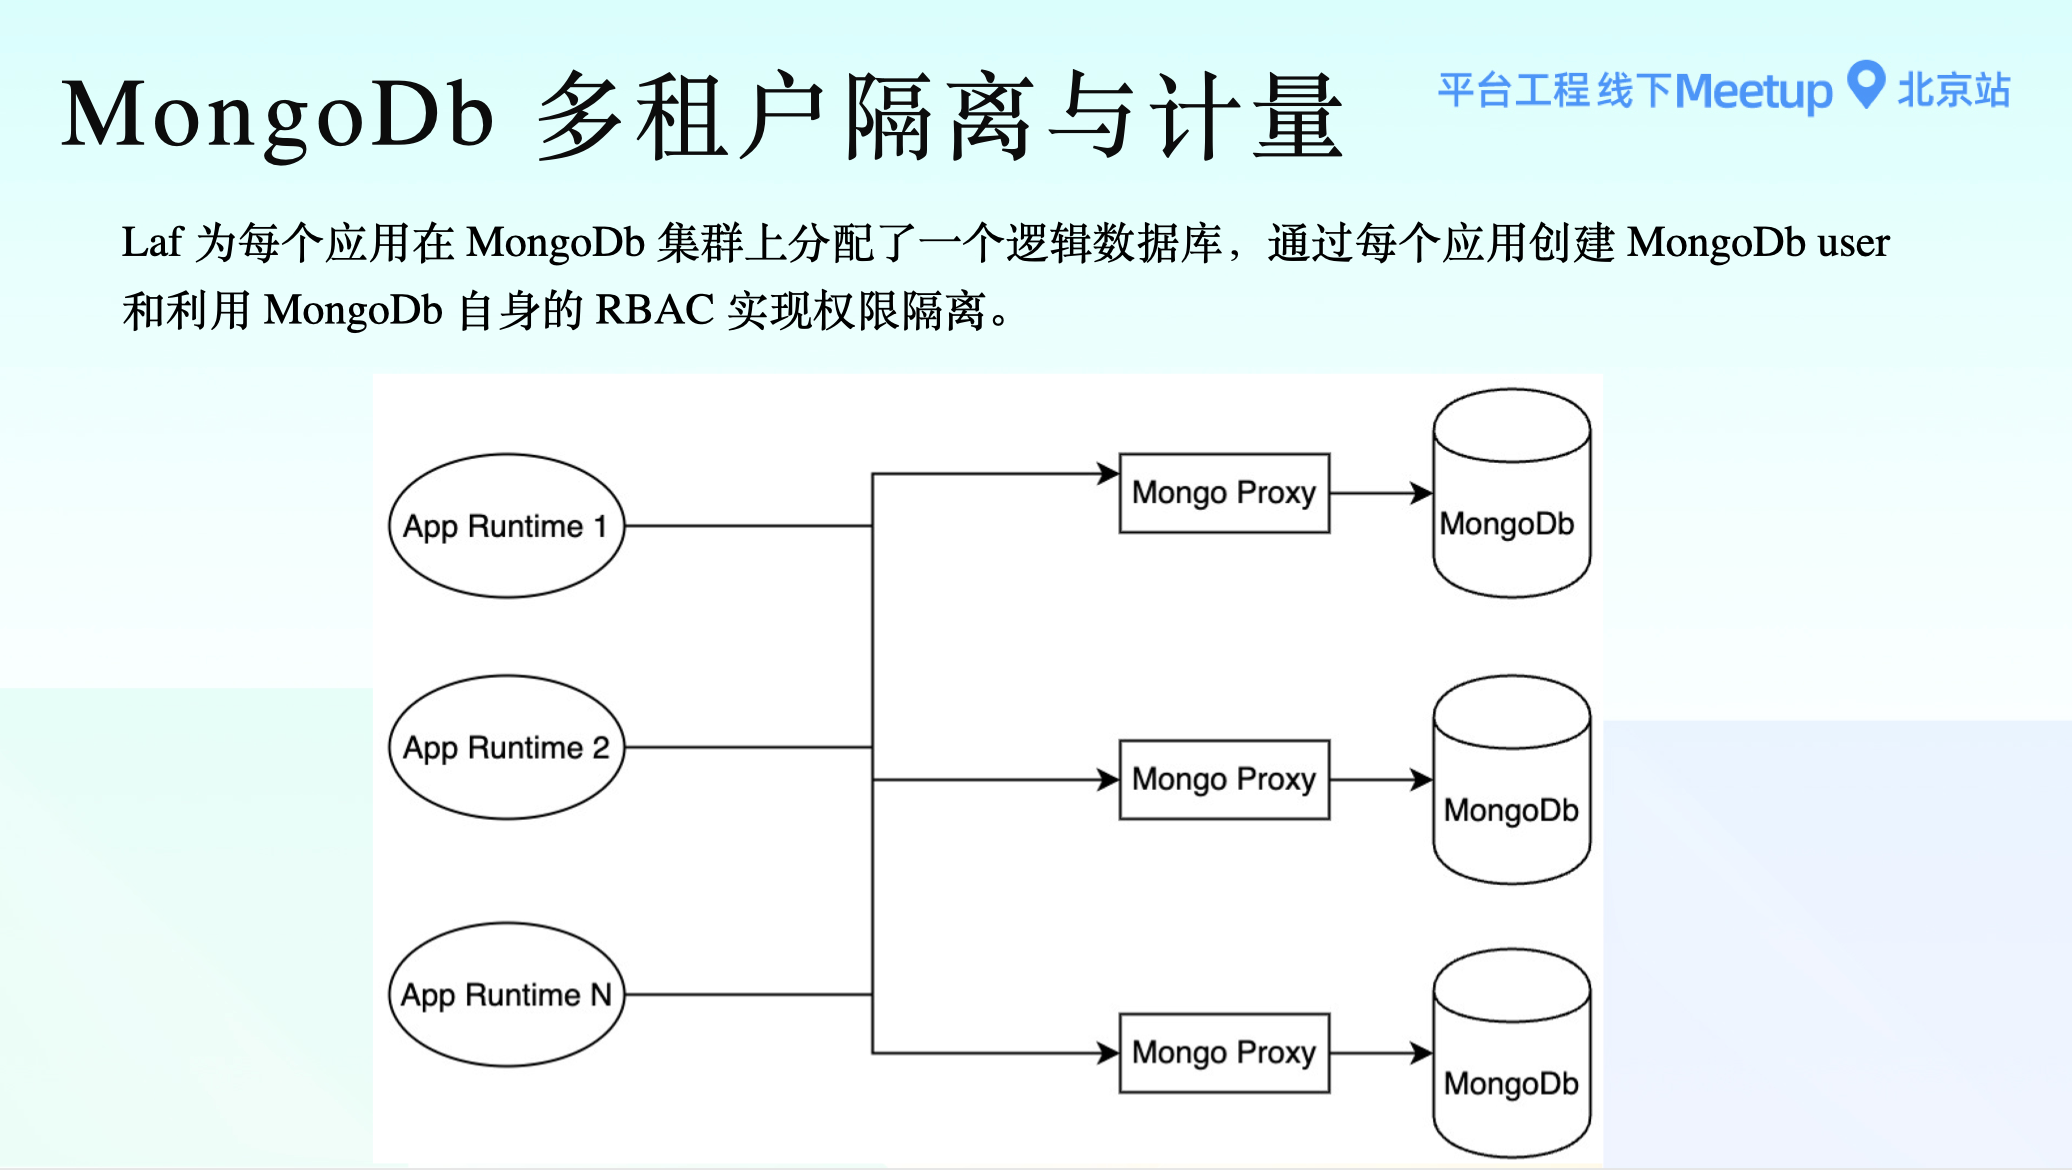 MongoDb 多租户隔离与计量
平台工程 线下Meetup 北京站
Laf 为每个应用在 MongoDb 集群上分配了一个逻辑数据库，通过每个应用创建 MongoDb user
和利用 MongoDb 自身的 RBAC 实现权限隔离。
App Runtime 1
Mongo Proxy
MongoDb
App Runtime 2
Mongo Proxy
MongoDb
App Runtime N
Mongo Proxy
MongoDb